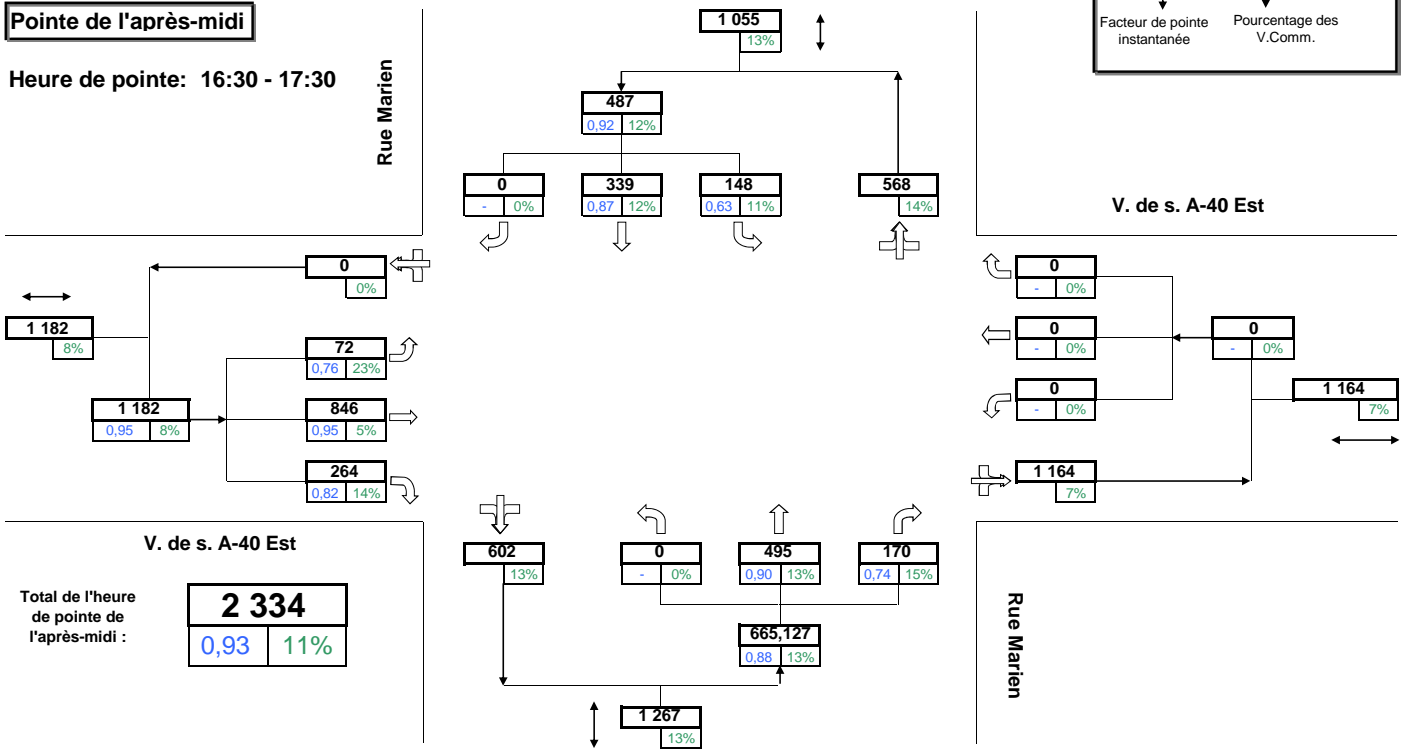 Pointe de l'après-midi
1 055
13%
Facteur de pointe
instantanée
Pourcentage des
V.Comm.
Heure de pointe: 16:30 - 17:30
Rue Marien
487
0,92 12%
0 339 148 568
- 0% 0,87 12% 0,63 11% 14%
V. de s. A-40 Est
0
0%
0
- 0%
1 182
8%
0
- 0%
0
- 0%
72
0,76 23%
0
- 0%
1 164
7%
1 182
0,95 8%
846
0,95 5%
264
0,82 14%
1 164
7%
V. de s. A-40 Est
602 0 495 170
13% - 0% 0,90 13% 0,74 15%
Total de l'heure
de pointe de
l'après-midi :
2 334
0,93 11%
665,127
0,88 13%
Rue Marien
1 267
13%